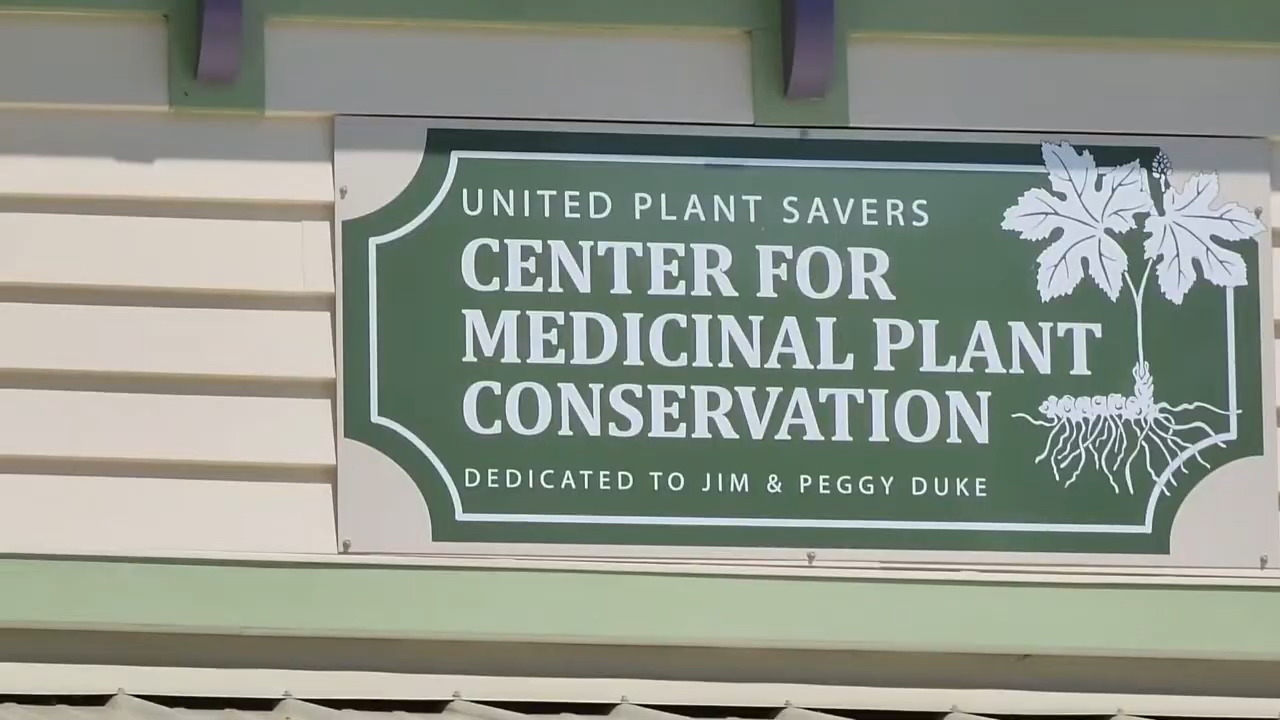 UNITED PLANT SAVERS
CENTER FOR
MEDICINAL PLANT
CONSERVATION
DEDICATED TO JIM & PEGGY DUKE